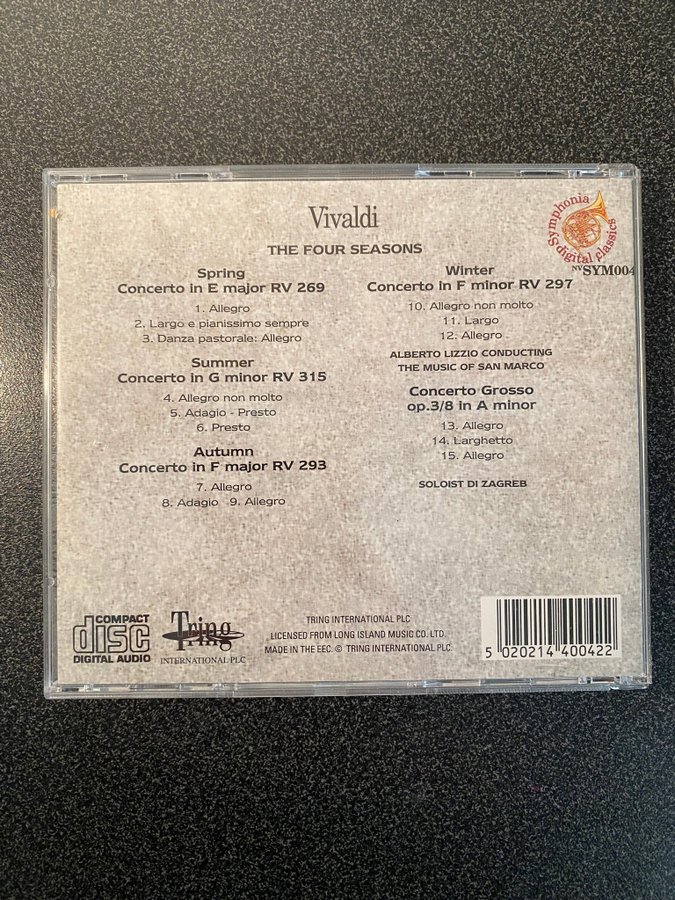 Vivaldi
THE FOUR SEASONS
Spring
Concerto in E major RV 269
1. Allegro
2. Largo e pianissimo sempre
3. Danza pastorale: Allegro
Summer
Concerto in G minor RV 315
4. Allegro non molto
5. Adagio - Presto
6. Presto
Autumn
Concerto in F major RV 293
7. Allegro
8. Adagio 9. Allegro
Symphonia
digital classics
NVSYM004
Winter
Concerto in F minor RV 297
10. Allegro non molto
11. Largo
12. Allegro
ALBERTO LIZZIO CONDUCTING
THE MUSIC OF SAN MARCO
Concerto Grosso
op.3/8 in A minor
13. Allegro
14. Larghetto
15. Allegro
SOLOIST DI ZAGREB
COMPACT
disc
DIGITAL AUDIO
Tring
INTERNATIONAL PLC
TRING INTERNATIONAL PLC
LICENSED FROM LONG ISLAND MUSIC CO. LTD.
MADE IN THE EEC. © TRING INTERNATIONAL PLC.
5 020214 400422